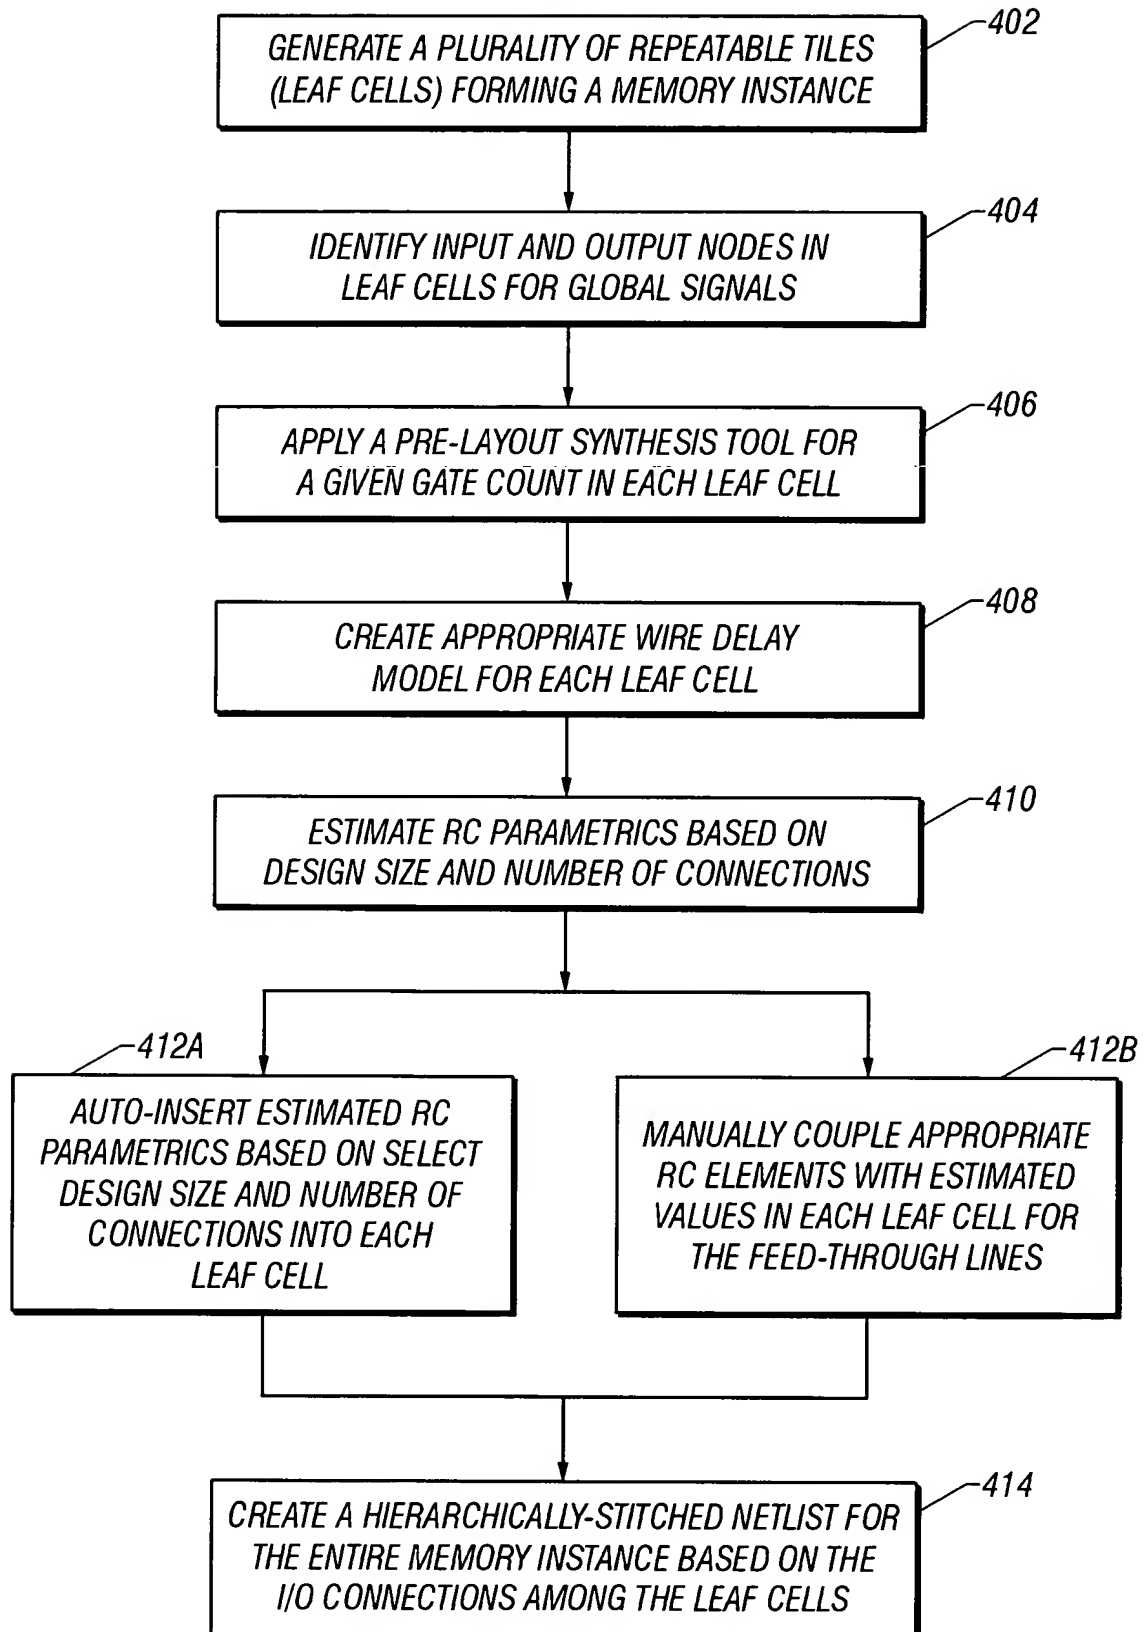 402
GENERATE A PLURALITY OF REPEATABLE TILES
(LEAF CELLS) FORMING A MEMORY INSTANCE
404
IDENTIFY INPUT AND OUTPUT NODES IN
LEAF CELLS FOR GLOBAL SIGNALS
406
APPLY A PRE-LAYOUT SYNTHESIS TOOL FOR
A GIVEN GATE COUNT IN EACH LEAF CELL
408
CREATE APPROPRIATE WIRE DELAY
MODEL FOR EACH LEAF CELL
410
ESTIMATE RC PARAMETRICS BASED ON
DESIGN SIZE AND NUMBER OF CONNECTIONS
412A
AUTO-INSERT ESTIMATED RC
PARAMETRICS BASED ON SELECT
DESIGN SIZE AND NUMBER OF
CONNECTIONS INTO EACH
LEAF CELL
412B
MANUALLY COUPLE APPROPRIATE
RC ELEMENTS WITH ESTIMATED
VALUES IN EACH LEAF CELL FOR
THE FEED-THROUGH LINES
414
CREATE A HIERARCHICALLY-STITCHED NETLIST FOR
THE ENTIRE MEMORY INSTANCE BASED ON THE
I/O CONNECTIONS AMONG THE LEAF CELLS